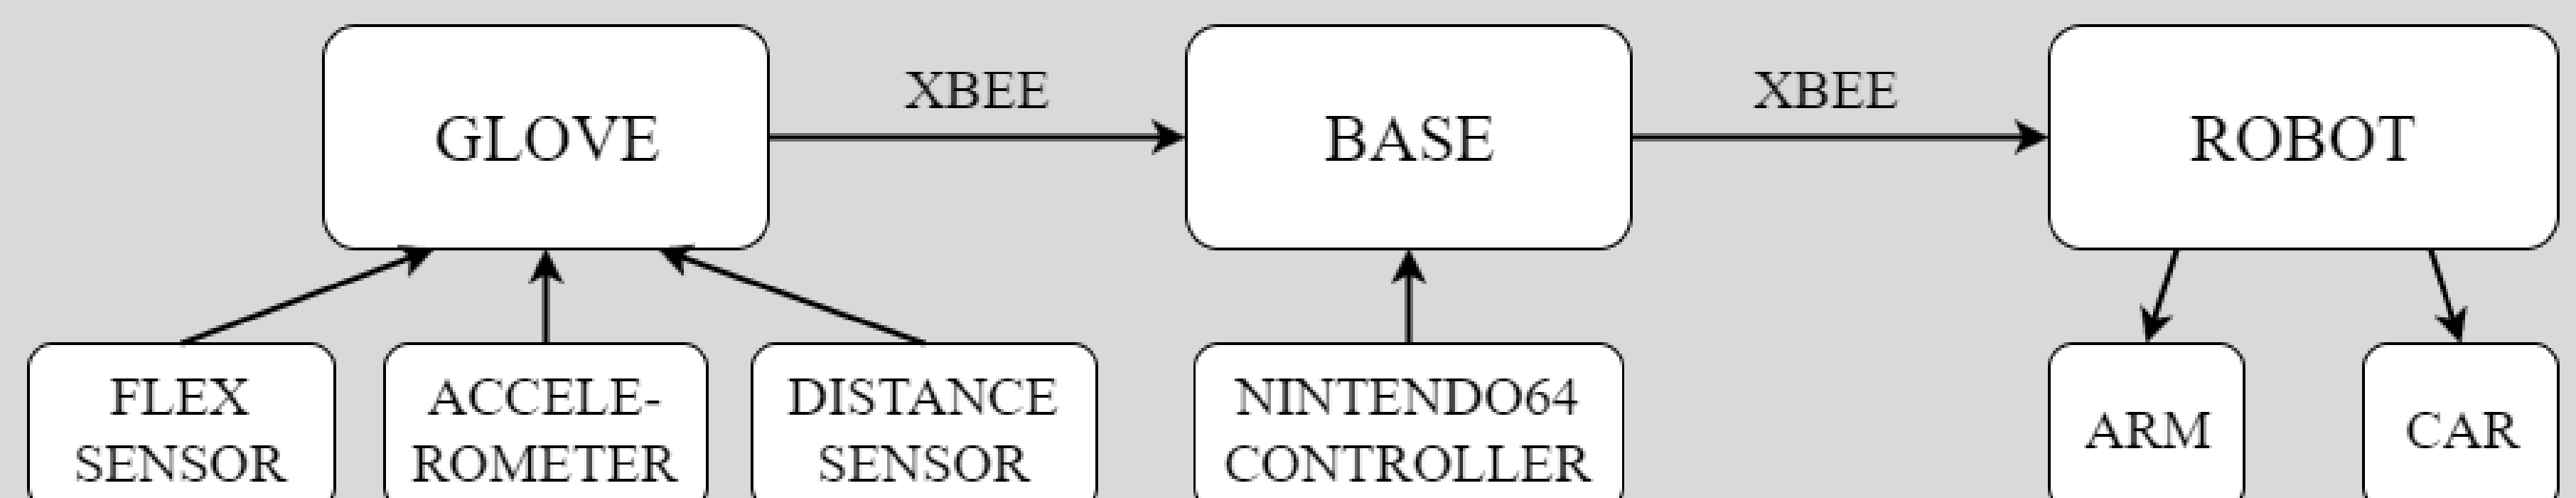 XBEE
XBEE
GLOVE
BASE
ROBOT
FLEX
SENSOR
ACCELE-
ROMETER
DISTANCE
SENSOR
NINTENDO64
CONTROLLER
ARM
CAR